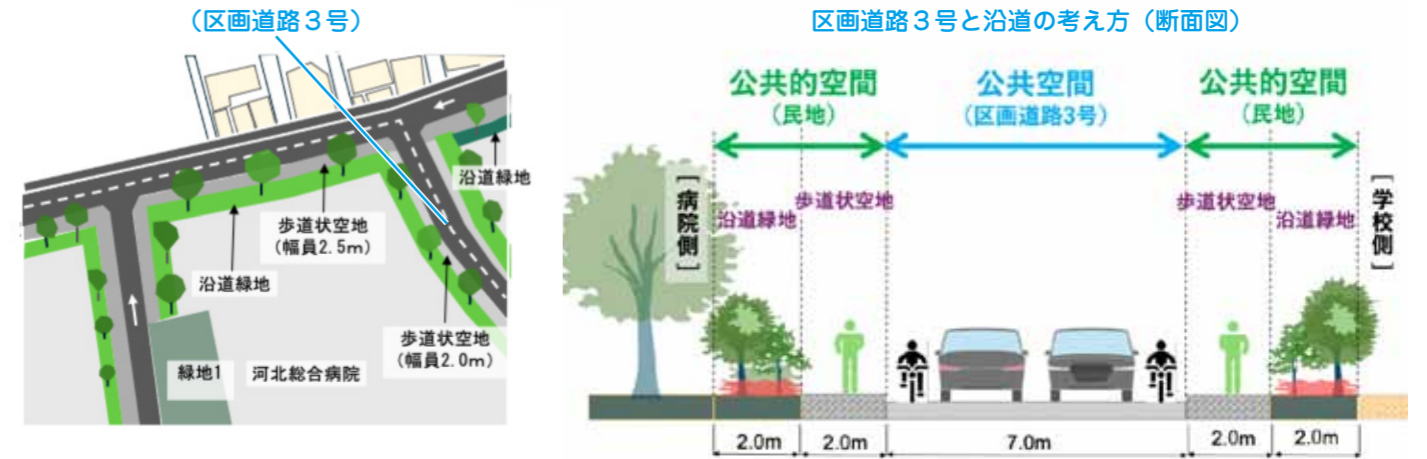 （区画道路３号）
沿道緑地
歩道状空地
（幅員2.5m）
沿道緑地
歩道状空地
（幅員2.0m）
緑地1
河北総合病院
区画道路３号と沿道の考え方（断面図）
公共的空間
（民地）
公共空間
（区画道路3号）
公共的空間
（民地）
［病院側］
沿道緑地
歩道状空地
歩道状空地
沿道緑地
［学校側］
2.0m
2.0m
7.0m
2.0m
2.0m